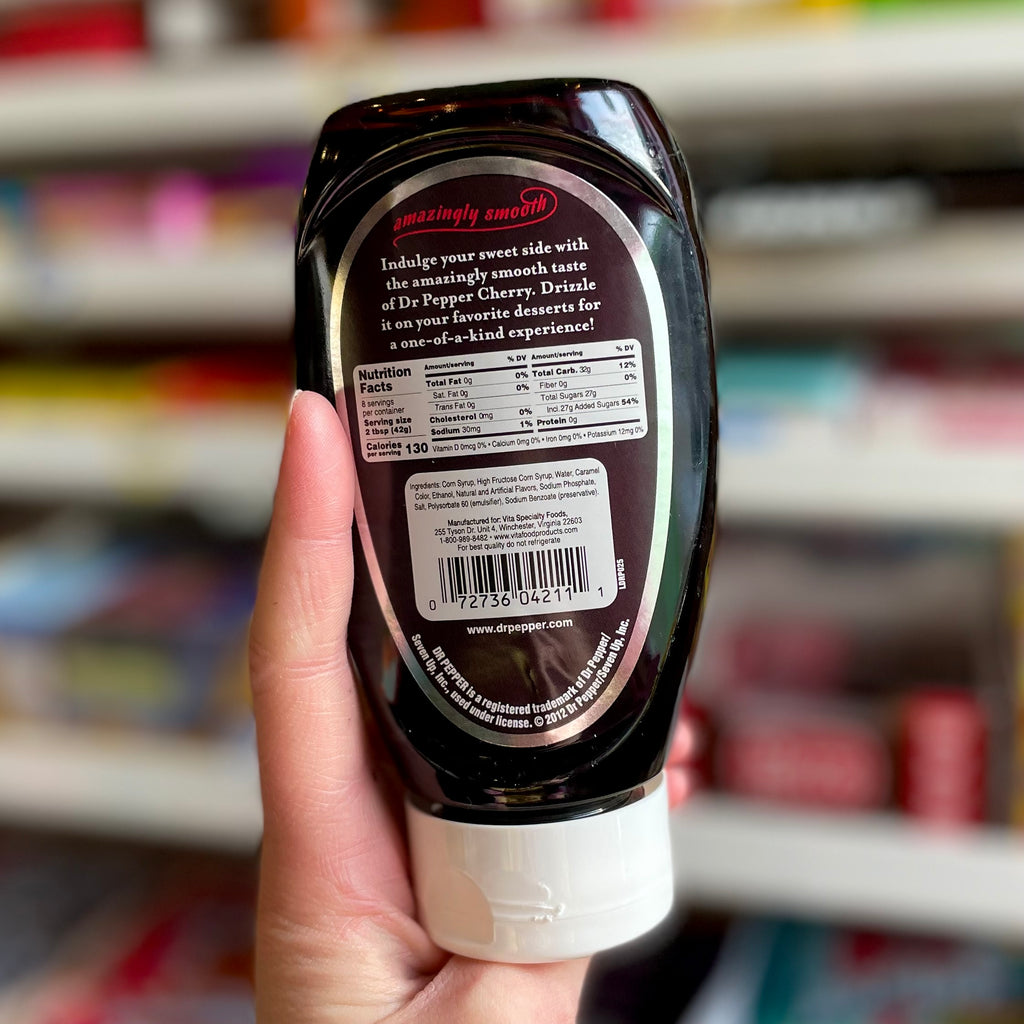 amazingly smooth
Indulge your sweet side with
the amazingly smooth taste
of Dr Pepper Cherry. Drizzle
it on your favorite desserts for
a one-of-a-kind experience!
Nutrition
Facts
8 servings
per container
Serving size
2 tbsp (42g)
Calories
per serving 130
Amount/serving % DV
Total Fat 0g 0%
Sat. Fat 0g 0%
Trans Fat 0g
Cholesterol 0mg 0%
Sodium 30mg 1%
Amount/serving % DV
Total Carb. 32g 12%
Fiber 0g 0%
Total Sugars 27g
Incl. 27g Added Sugars 54%
Protein 0g
Vitamin D 0mcg 0% • Calcium 0mg 0% • Iron 0mg 0% • Potassium 12mg 0%
Ingredients: Corn Syrup, High Fructose Corn Syrup, Water, Caramel
Color, Ethanol, Natural and Artificial Flavors, Sodium Phosphate,
Salt, Polysorbate 60 (emulsifier), Sodium Benzoate (preservative).
Manufactured for: Vita Specialty Foods,
255 Tyson Dr. Unit 4, Winchester, Virginia 22603
1-800-989-8482 • www.vitafoodproducts.com
For best quality do not refrigerate
0 72736 04211 1
LDRP025
www.drpepper.com
DR PEPPER is a registered trademark of Dr Pepper/
Seven Up, Inc., used under license. © 2012 Dr Pepper/Seven Up, Inc.